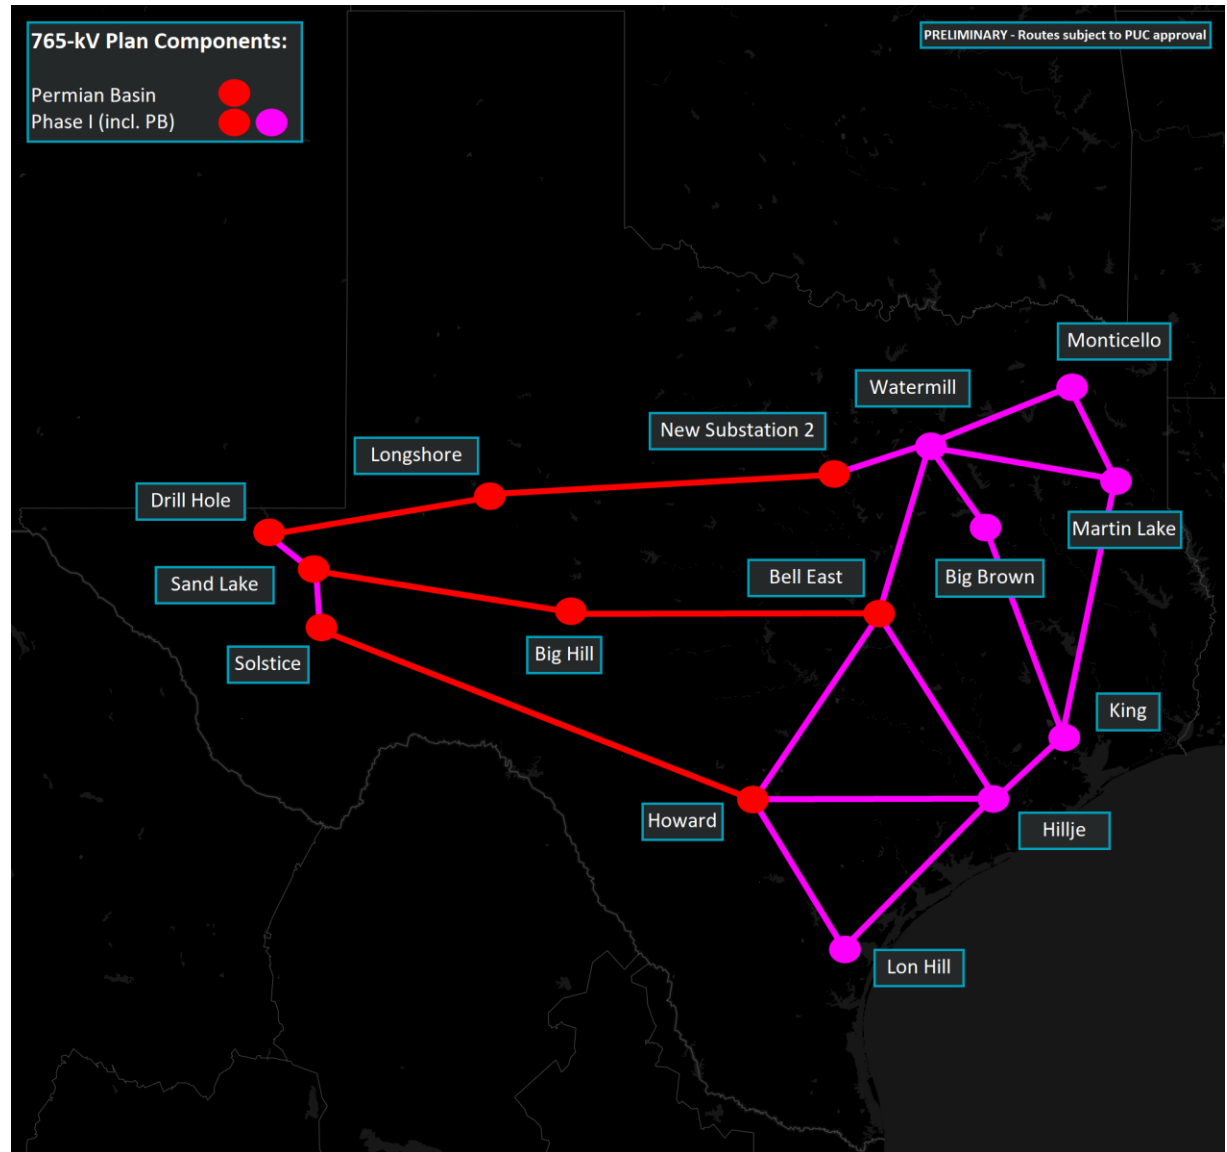 765-kV Plan Components:
Permian Basin
Phase I (incl. PB)
PRELIMINARY - Routes subject to PUC approval
Monticello
Watermill
New Substation 2
Longshore
Drill Hole
Martin Lake
Sand Lake
Bell East
Big Brown
Solstice
Big Hill
King
Howard
Hillje
Lon Hill